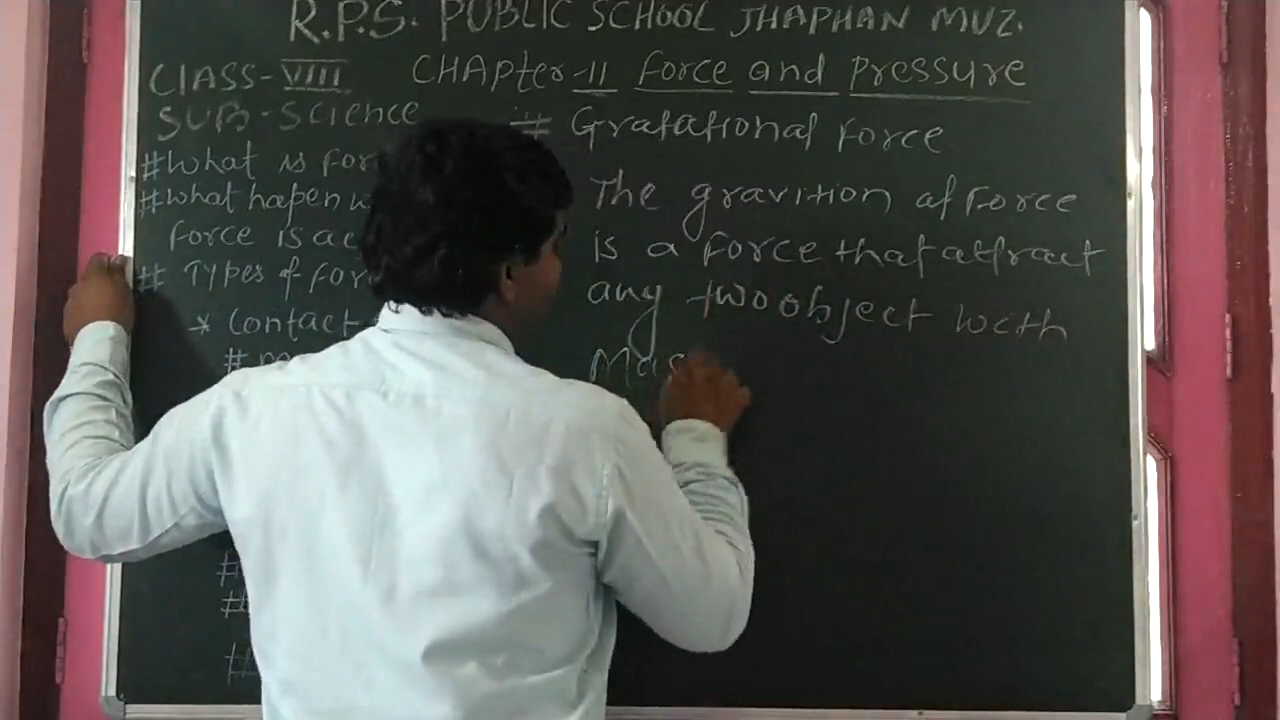 R.P.S. PUBLIC SCHOOL JHAPHAN MUZ.
CLASS-VIII CHAPter-11 Force and pressure
SUB-Science
# Gratational Force
#What is for
#what hapen w
Force is ac
# Types of for
* Contact
#
The gravition of Force
is a force that attract
any two object with
Mas
#
#
#